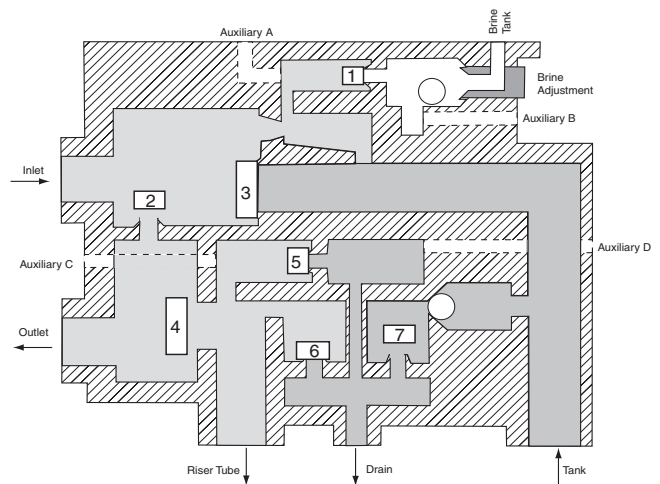 Auxiliary A
Brine
Tank
1
Brine
Adjustment
Auxiliary B
Inlet
3
2
Auxiliary C
5
Auxiliary D
4
Outlet
7
6
Riser Tube
Drain
Tank